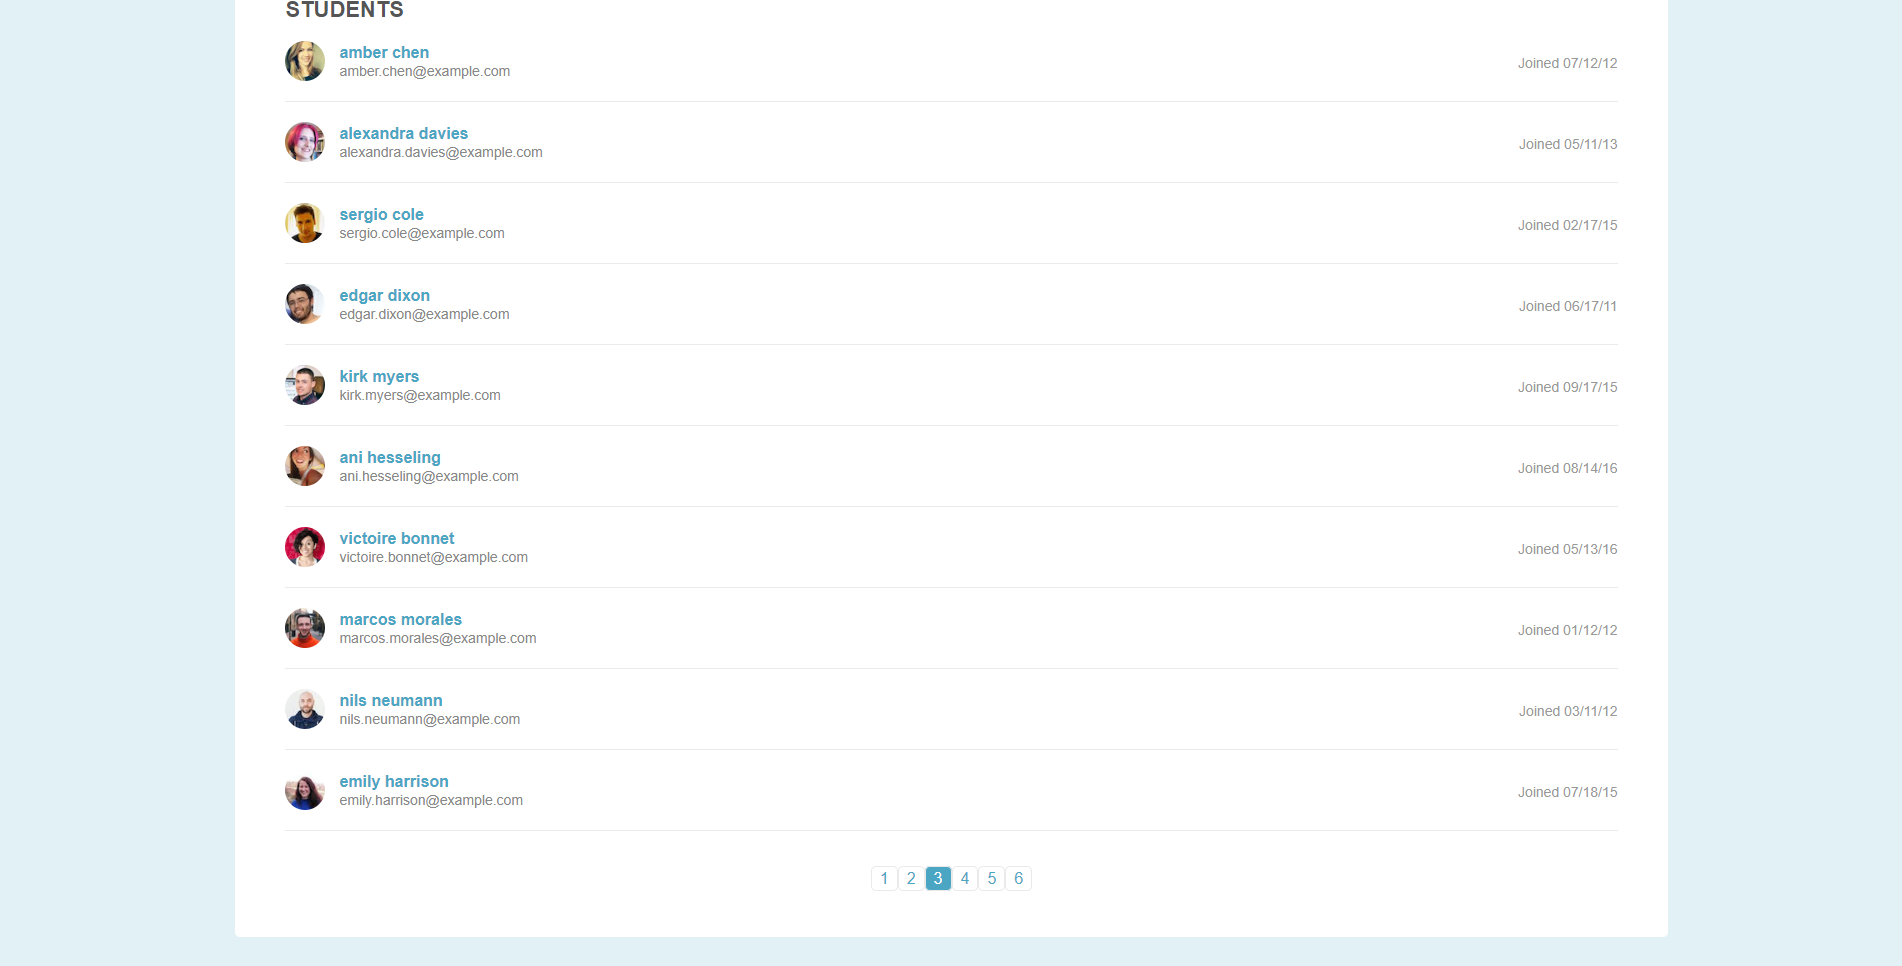 STUDENTS
amber chen
amber.chen@example.com
Joined 07/12/12
alexandra davies
alexandra.davies@example.com
Joined 05/11/13
sergio cole
sergio.cole@example.com
Joined 02/17/15
edgar dixon
edgar.dixon@example.com
Joined 06/17/11
kirk myers
kirk.myers@example.com
Joined 09/17/15
ani hesseling
ani.hesseling@example.com
Joined 08/14/16
victoire bonnet
victoire.bonnet@example.com
Joined 05/13/16
marcos morales
marcos.morales@example.com
Joined 01/12/12
nils neumann
nils.neumann@example.com
Joined 03/11/12
emily harrison
emily.harrison@example.com
Joined 07/18/15
1 2 3 4 5 6